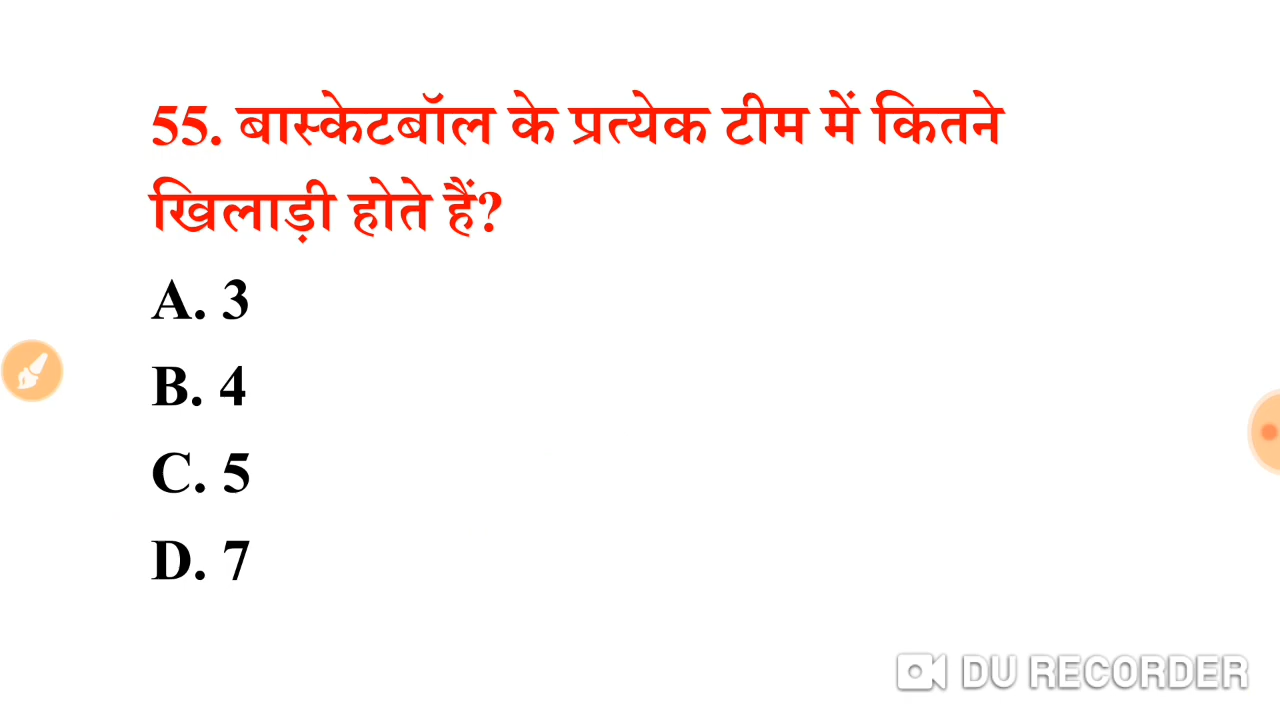 55. बास्केटबॉल के प्रत्येक टीम में कितने
खिलाड़ी होते हैं?
A. 3
B. 4
C. 5
D. 7
DU RECORDER